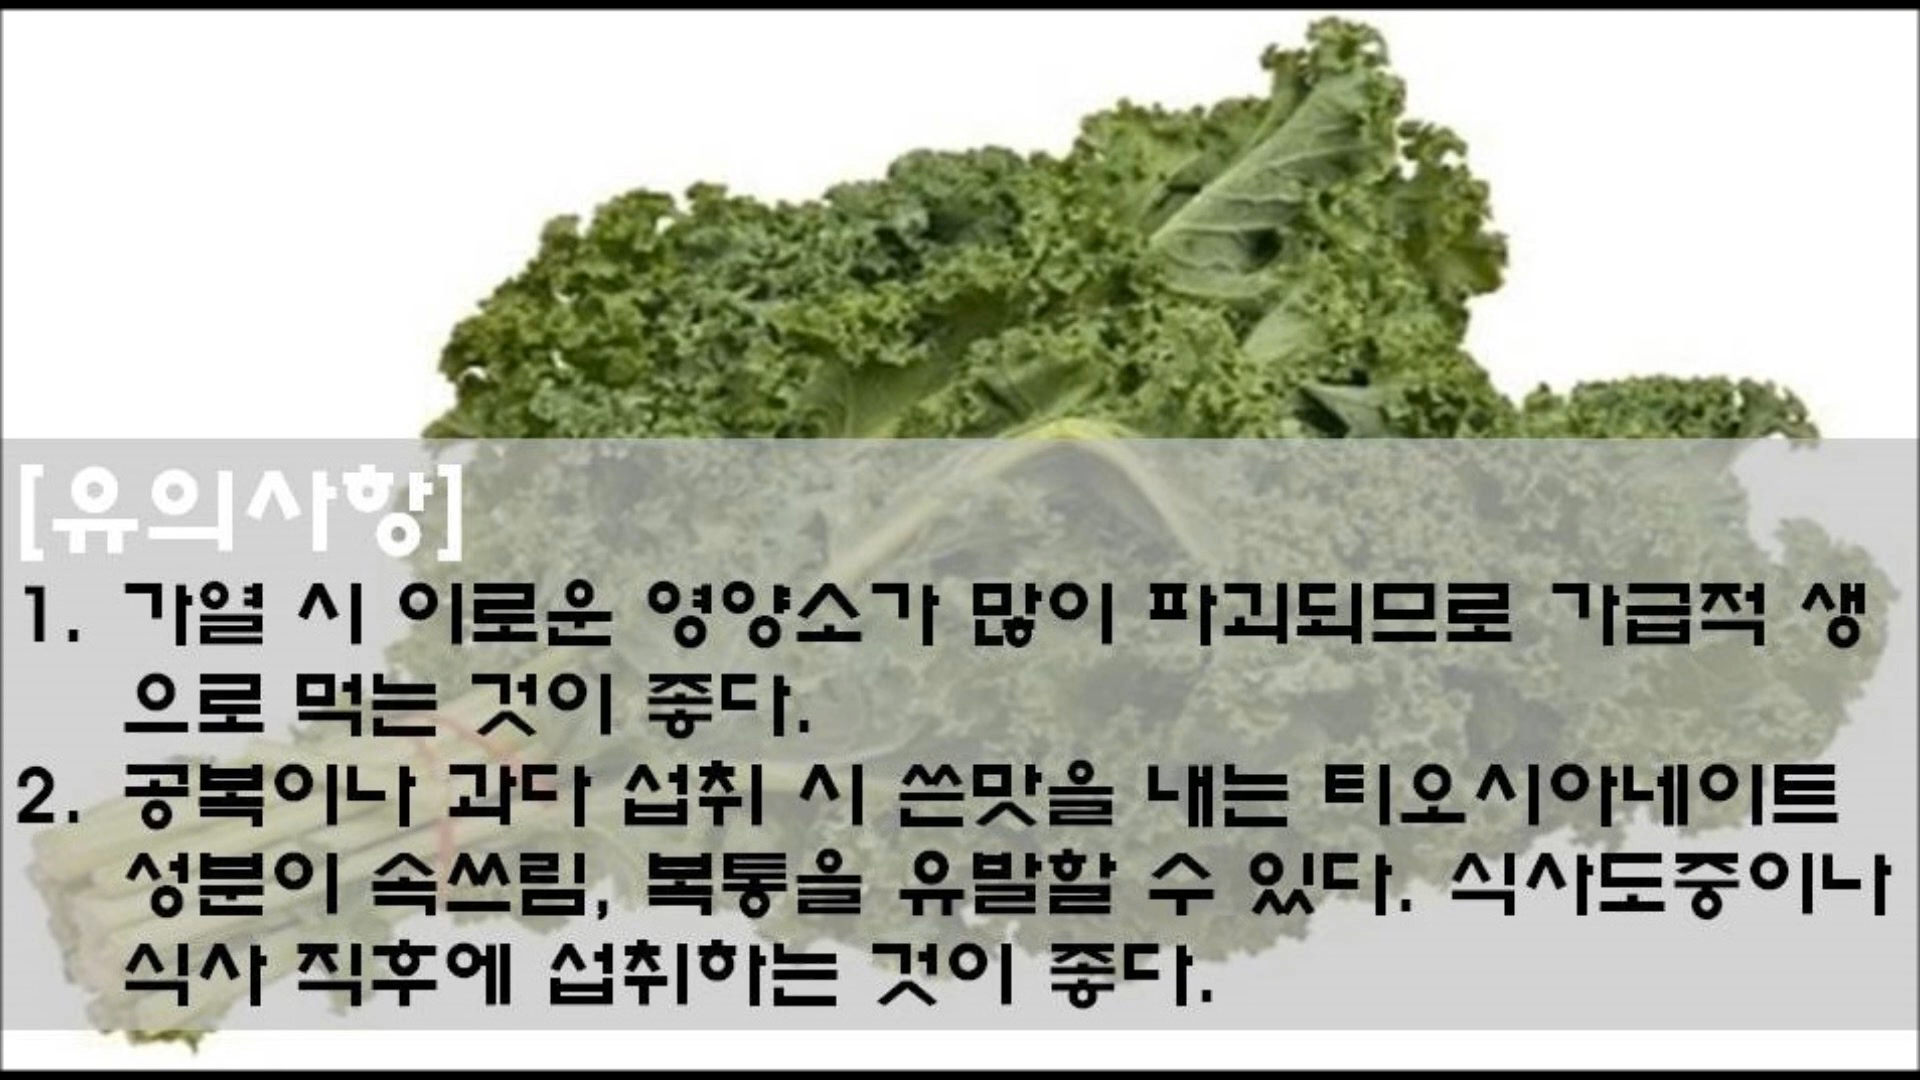 [유의사항]
1. 가열 시 이로운 영양소가 많이 파괴되므로 가급적 생
으로 먹는 것이 좋다.
2. 공복이나 과다 섭취 시 쓴맛을 내는 티오시아네이트
성분이 속쓰림, 복통을 유발할 수 있다. 식사도중이나
식사 직후에 섭취하는 것이 좋다.